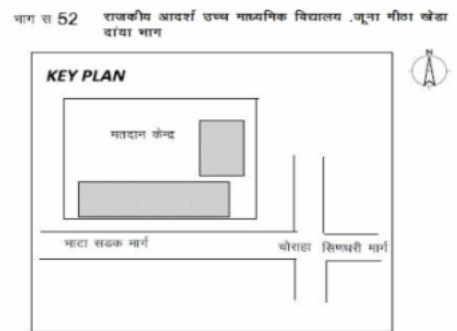 भाग स 52 राजकीय आदर्श उच्च माध्यमिक विद्यालय .जूना मीठा खेडा
दांया भाग
N
KEY PLAN
मतदान केन्द्र
भाटा सडक मार्ग चोराहा सिणधरी मार्ग